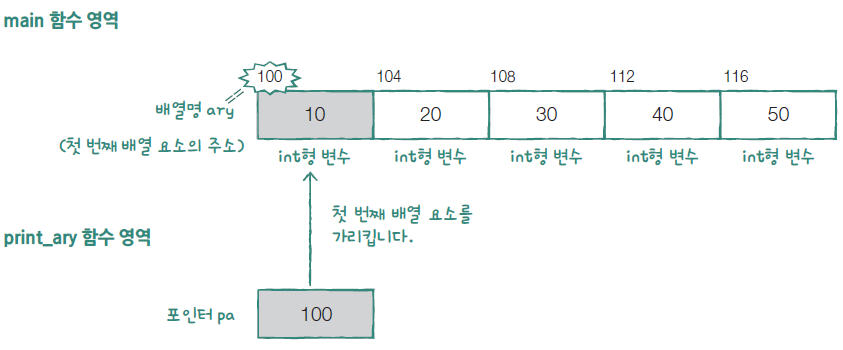 main 함수 영역
100 104 108 112 116
배열명 ary 10 20 30 40 50
(첫 번째 배열 요소의 주소) int형 변수 int형 변수 int형 변수 int형 변수 int형 변수
첫 번째 배열 요소를
가리킵니다.
print_ary 함수 영역
포인터 pa 100